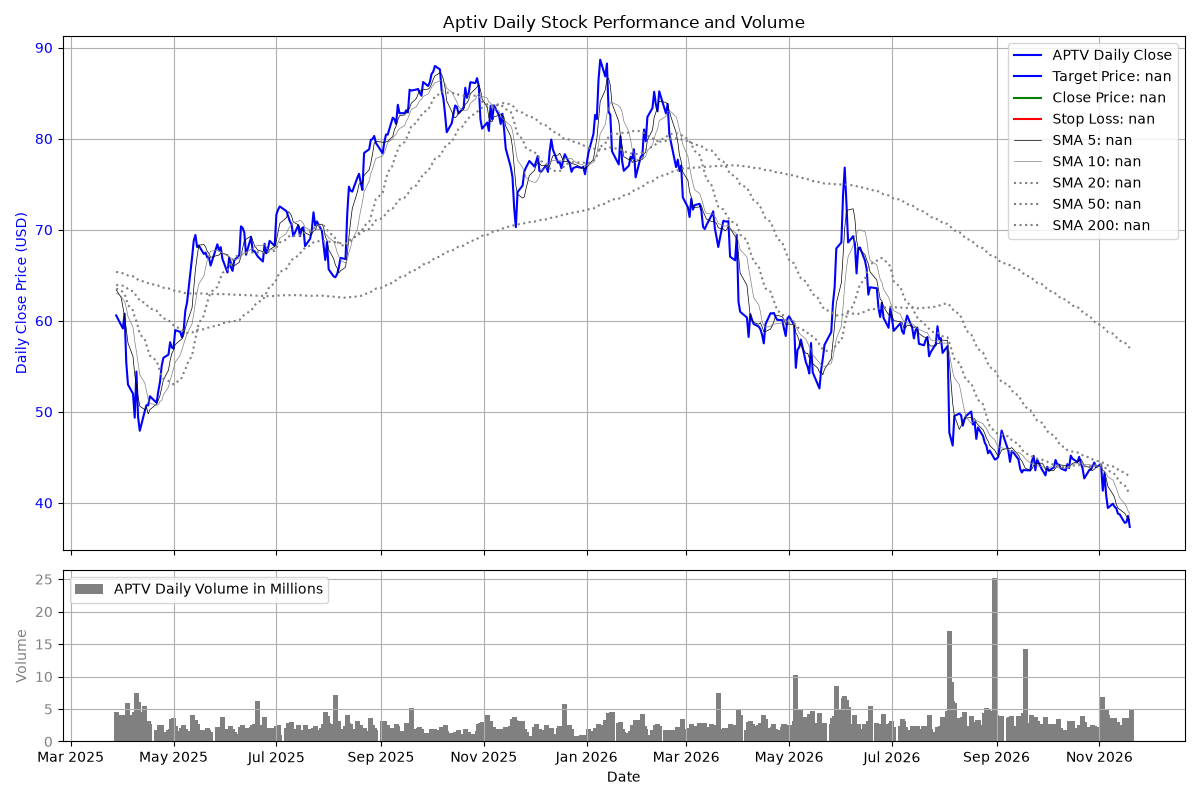 Aptiv Daily Stock Performance and Volume
Daily Close Price (USD)
90
80
70
60
50
40
APTV Daily Close
Target Price: nan
Close Price: nan
Stop Loss: nan
SMA 5: nan
SMA 10: nan
SMA 20: nan
SMA 50: nan
SMA 200: nan
Volume
25
20
15
10
5
0
APTV Daily Volume in Millions
Mar 2025
May 2025
Jul 2025
Sep 2025
Nov 2025
Jan 2026
Mar 2026
May 2026
Jul 2026
Sep 2026
Nov 2026
Date